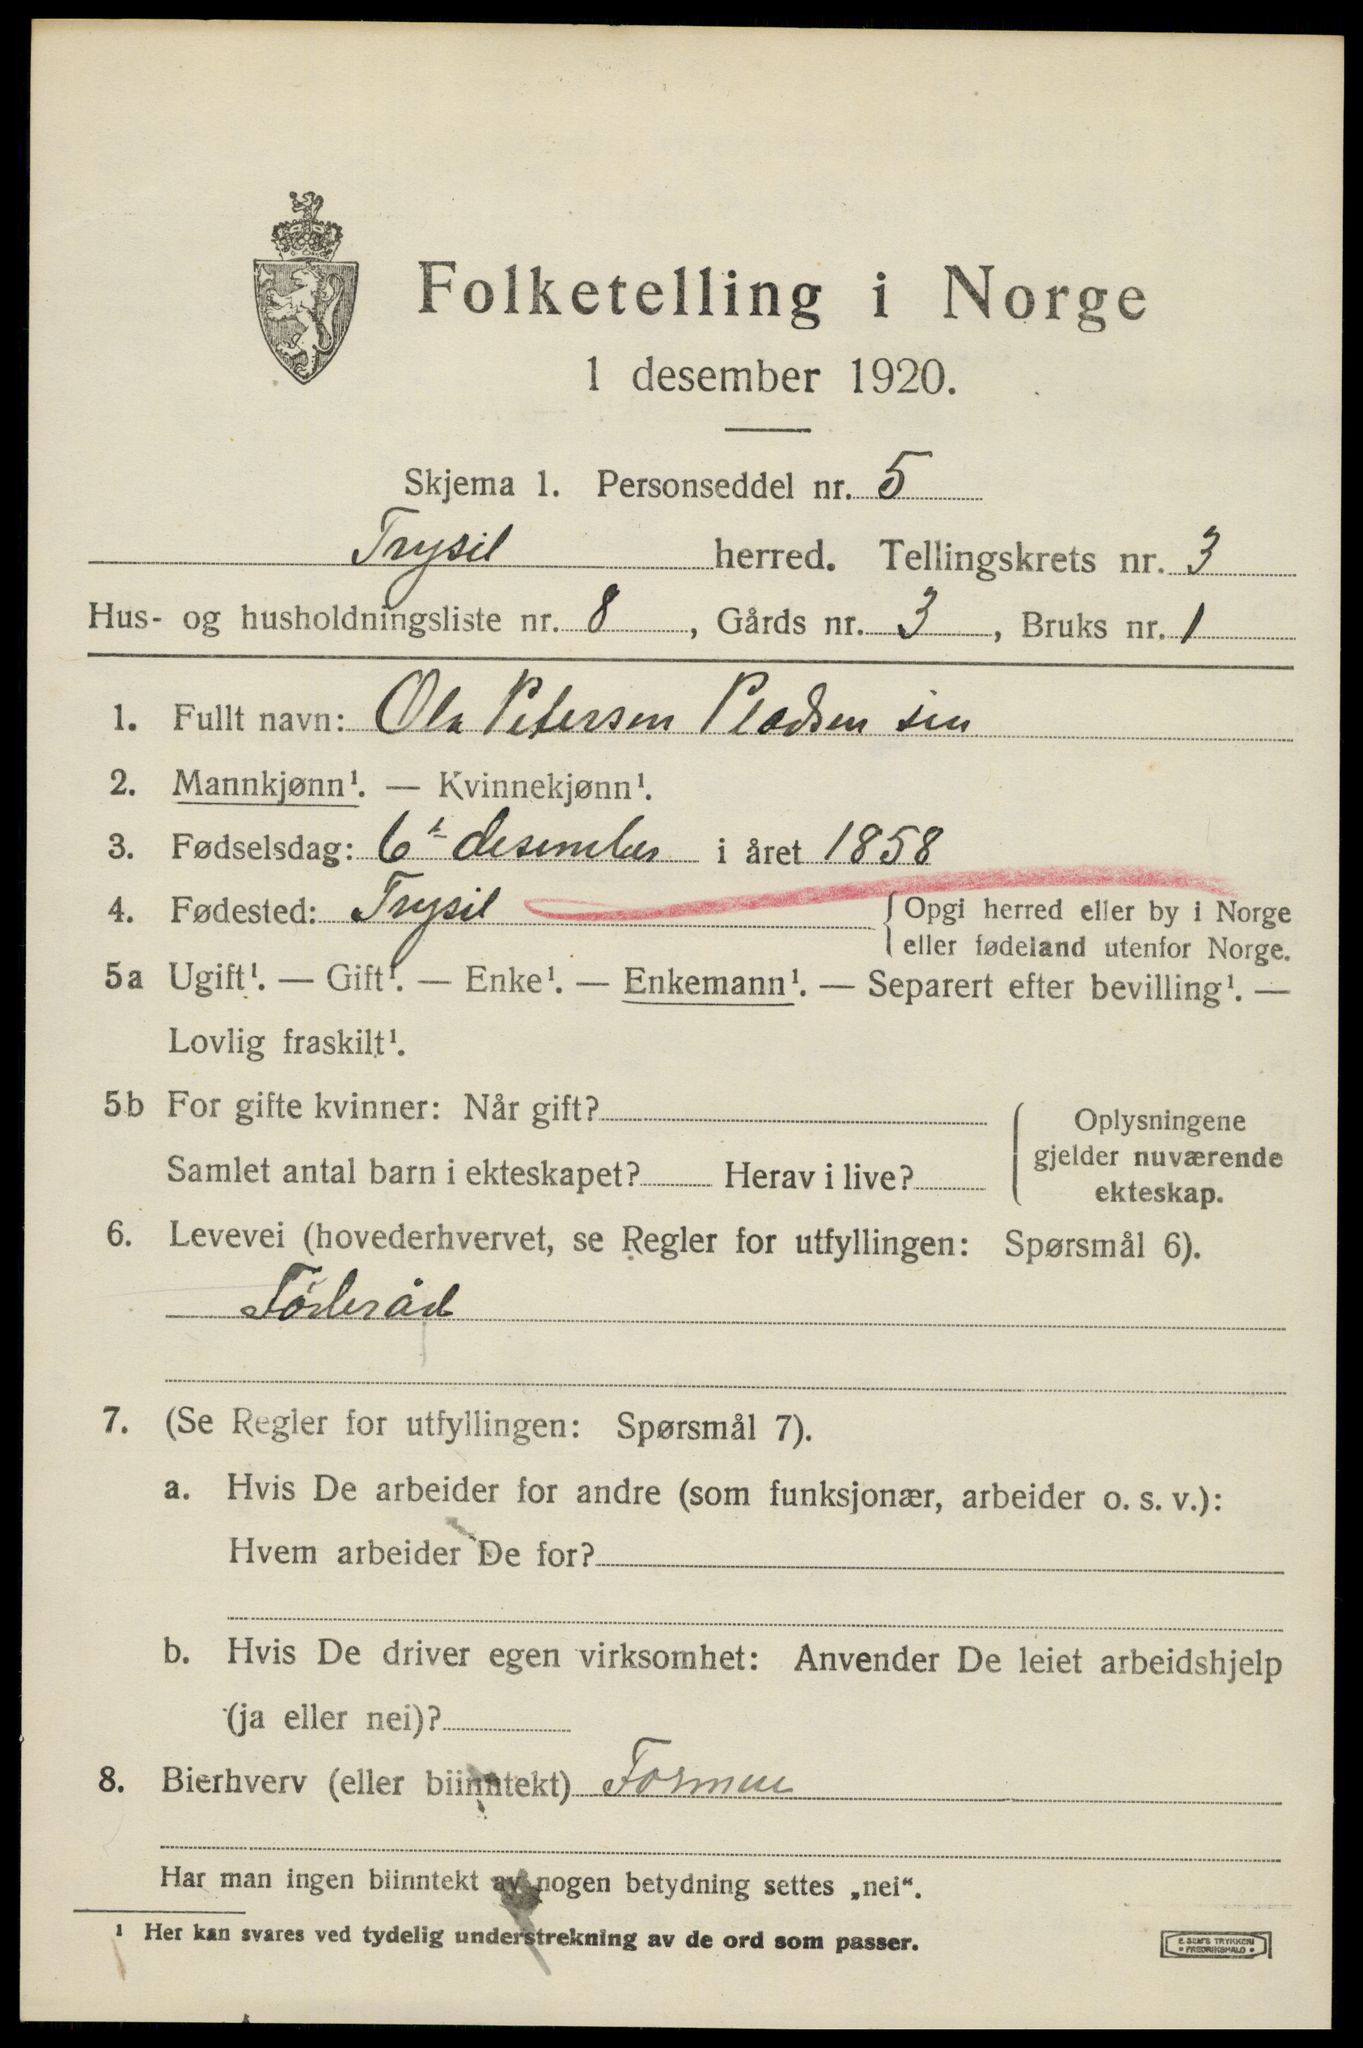 Folketelling i Norge
1 desember 1920.
Skjema 1. Personseddel nr. 5
Trysil herred. Tellingskrets nr. 3
Hus- og husholdningsliste nr. 8, Gårds nr. 3, Bruks nr. 1
1. Fullt navn: Ola Petersen Pladsen sen
2. Mannkjønn¹. — Kvinnekjønn¹.
3. Fødselsdag: 6t desember i året 1858
4. Fødested: Trysil { Opgi herred eller by i Norge
eller fødeland utenfor Norge.
5a Ugift¹. — Gift¹. — Enke¹. — Enkemann¹. — Separert efter bevilling¹. —
Lovlig fraskilt¹.
5b For gifte kvinner: Når gift?
Samlet antal barn i ekteskapet? Herav i live?
Oplysningene
gjelder nuværende
ekteskap.
6. Levevei (hovederhvervet, se Regler for utfyllingen: Spørsmål 6).
Föderåd
7. (Se Regler for utfyllingen: Spørsmål 7).
a. Hvis De arbeider for andre (som funksjonær, arbeider o. s. v.):
Hvem arbeider De for?
b. Hvis De driver egen virksomhet: Anvender De leiet arbeidshjelp
(ja eller nei)?
8. Bierhverv (eller biinntekt) Formue
Har man ingen biinntekt av nogen betydning settes „nei“.
¹ Her kan svares ved tydelig understrekning av de ord som passer.
E. SEM'S TRYKKERI
• FREDRIKSHALD •